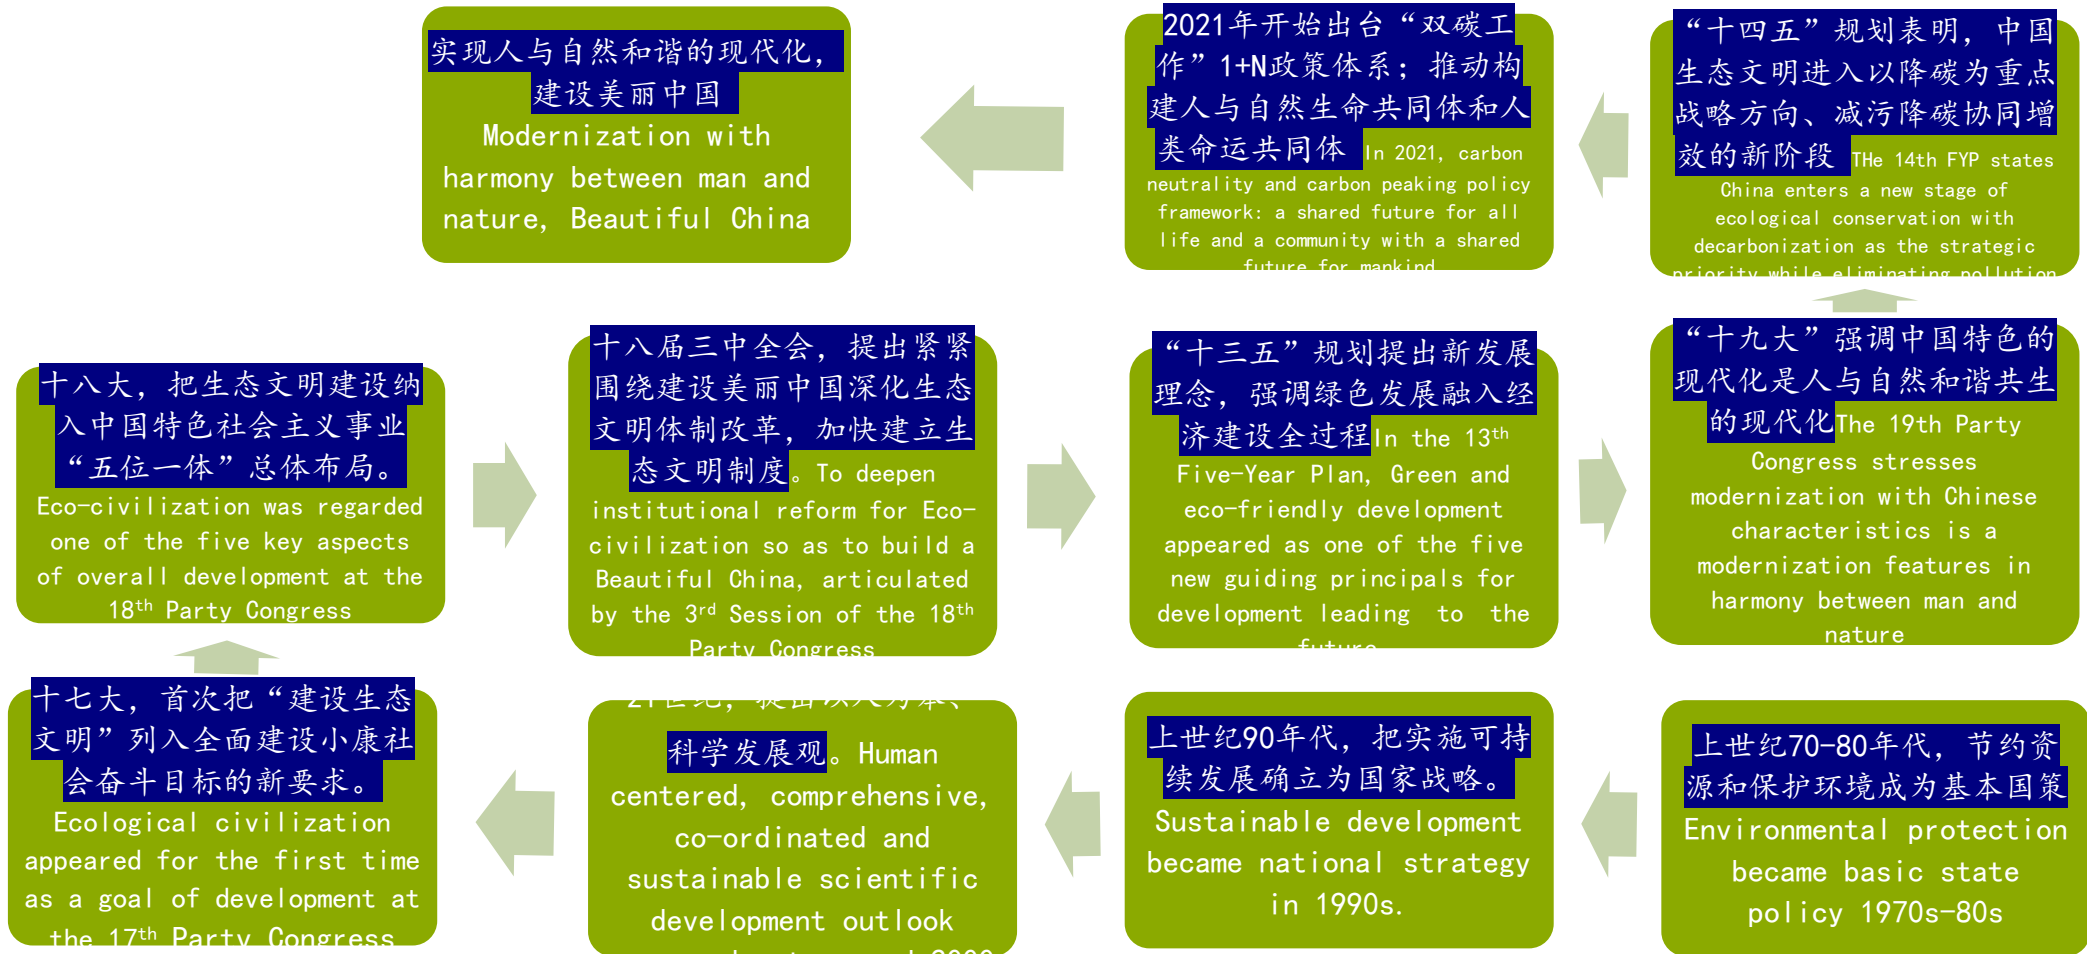 实现人与自然和谐的现代化，
建设美丽中国
Modernization with
harmony between man and
nature, Beautiful China
2021年开始出台“双碳工
作”1+N政策体系；推动构
建人与自然生命共同体和人
类命运共同体 In 2021, carbon
neutrality and carbon peaking policy
framework: a shared future for all
life and a community with a shared
future for mankind
“十四五”规划表明，中国
生态文明进入以降碳为重点
战略方向、减污降碳协同增
效的新阶段 THe 14th FYP states
China enters a new stage of
ecological conservation with
decarbonization as the strategic
priority while eliminating pollution
十八大，把生态文明建设纳
入中国特色社会主义事业
“五位一体”总体布局。
Eco-civilization was regarded
one of the five key aspects
of overall development at the
18th Party Congress
十八届三中全会，提出紧紧
围绕建设美丽中国深化生态
文明体制改革，加快建立生
态文明制度。To deepen
institutional reform for Eco-
civilization so as to build a
Beautiful China, articulated
by the 3rd Session of the 18th
Party Congress
“十三五”规划提出新发展
理念，强调绿色发展融入经
济建设全过程In the 13th
Five-Year Plan, Green and
eco-friendly development
appeared as one of the five
new guiding principals for
development leading to the
future
“十九大”强调中国特色的
现代化是人与自然和谐共生
的现代化The 19th Party
Congress stresses
modernization with Chinese
characteristics is a
modernization features in
harmony between man and
nature
十七大，首次把“建设生态
文明”列入全面建设小康社
会奋斗目标的新要求。
Ecological civilization
appeared for the first time
as a goal of development at
the 17th Party Congress
21世纪，提出以人为本、
科学发展观。Human
centered, comprehensive,
co-ordinated and
sustainable scientific
development outlook
上世纪90年代，把实施可持
续发展确立为国家战略。
Sustainable development
became national strategy
in 1990s.
上世纪70-80年代，节约资
源和保护环境成为基本国策
Environmental protection
became basic state
policy 1970s-80s